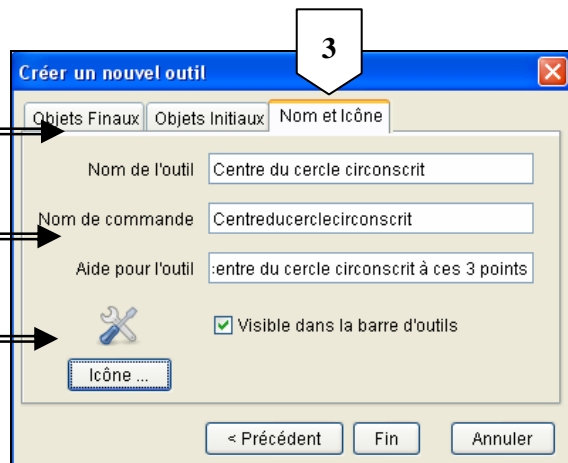 3
Créer un nouvel outil
Objets Finaux Objets Initiaux Nom et Icône
Nom de l'outil Centre du cercle circonscrit
Nom de commande Centreducerclecirconscrit
Aide pour l'outil entre du cercle circonscrit à ces 3 points
Visible dans la barre d'outils
Icône ...
< Précédent Fin Annuler